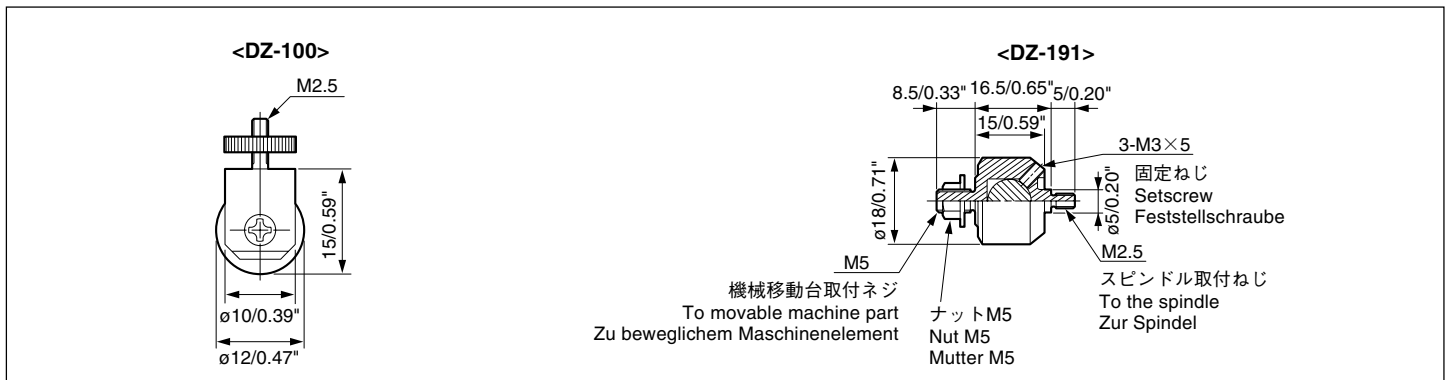 <DZ-100>
M2.5
15/0.59"
ø10/0.39"
ø12/0.47"
<DZ-191>
8.5/0.33"
16.5/0.65"
5/0.20"
15/0.59"
3-M3×5
固定ねじ
Setscrew
Feststellschraube
ø18/0.71"
ø5/0.20"
M5
機械移動台取付ネジ
To movable machine part
Zu beweglichem Maschinenelement
ナットM5
Nut M5
Mutter M5
M2.5
スピンドル取付ねじ
To the spindle
Zur Spindel